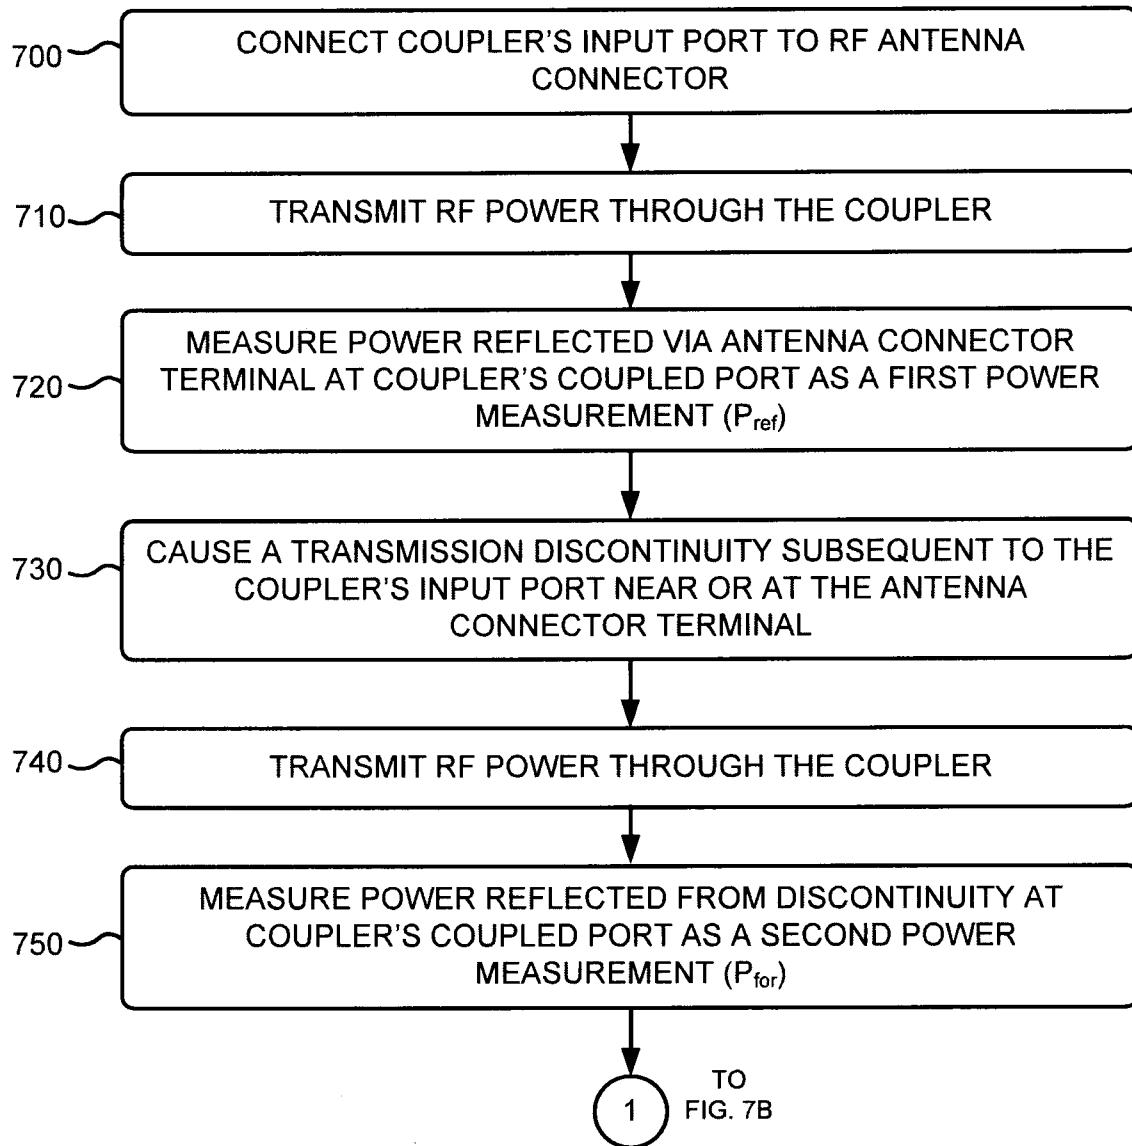 700
CONNECT COUPLER'S INPUT PORT TO RF ANTENNA
CONNECTOR
710
TRANSMIT RF POWER THROUGH THE COUPLER
720
MEASURE POWER REFLECTED VIA ANTENNA CONNECTOR
TERMINAL AT COUPLER'S COUPLED PORT AS A FIRST POWER
MEASUREMENT (Pref)
730
CAUSE A TRANSMISSION DISCONTINUITY SUBSEQUENT TO THE
COUPLER'S INPUT PORT NEAR OR AT THE ANTENNA
CONNECTOR TERMINAL
740
TRANSMIT RF POWER THROUGH THE COUPLER
750
MEASURE POWER REFLECTED FROM DISCONTINUITY AT
COUPLER'S COUPLED PORT AS A SECOND POWER
MEASUREMENT (Pfor)
1
TO
FIG. 7B